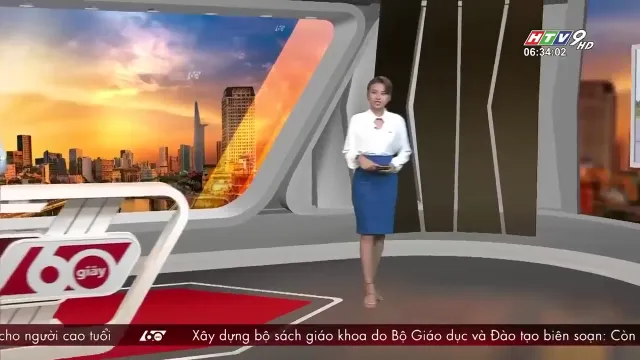 HTV9 HD
06:34:02
60 giây
cho người cao tuổi
60 Xây dựng bộ sách giáo khoa do Bộ Giáo dục và Đào tạo biên soạn: Còn